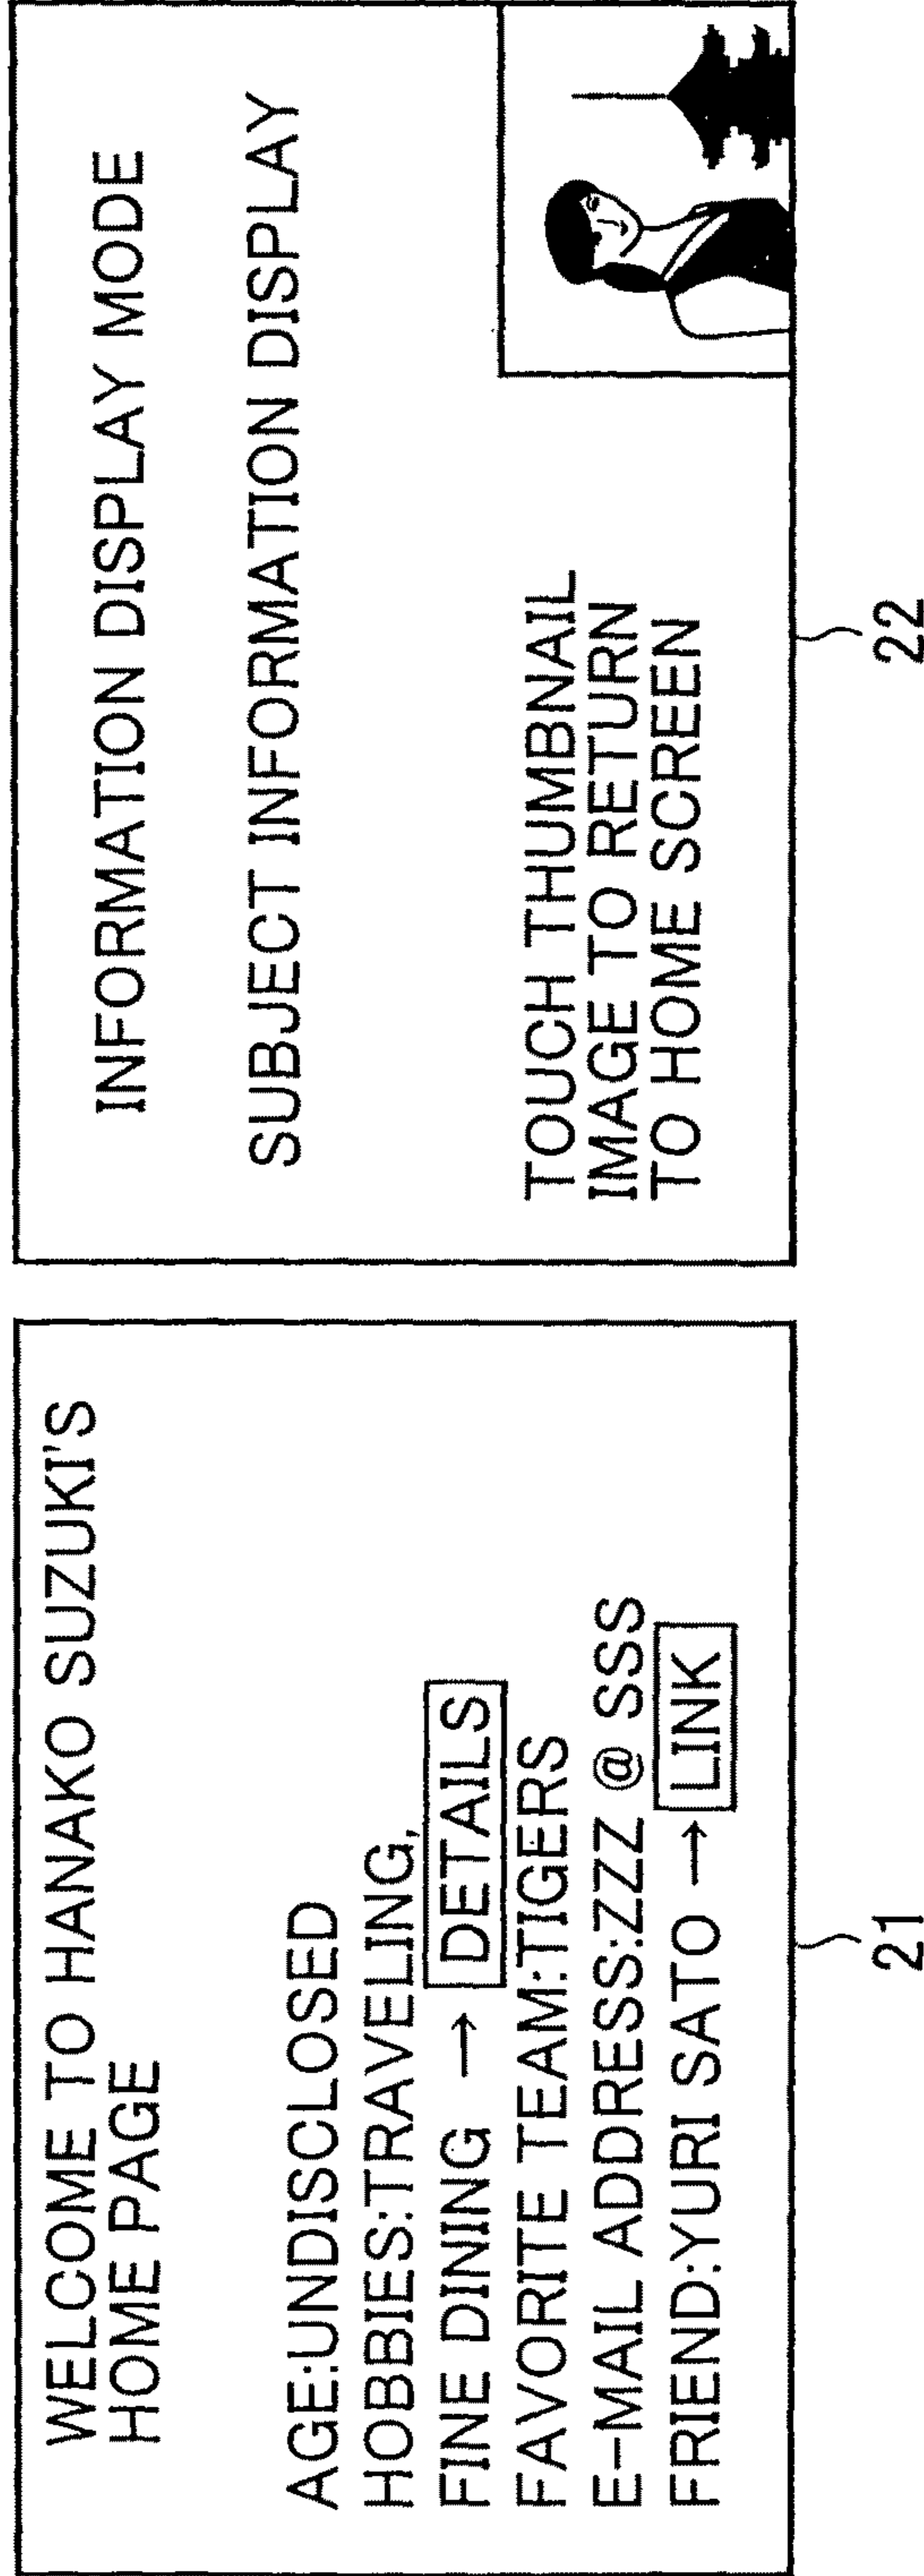 WELCOME TO HANAKO SUZUKI'S
HOME PAGE
AGE:UNDISCLOSED
HOBBIES:TRAVELING,
FINE DINING → DETAILS
FAVORITE TEAM:TIGERS
E-MAIL ADDRESS:ZZZ @ SSS
FRIEND:YURI SATO → LINK
21
INFORMATION DISPLAY MODE
SUBJECT INFORMATION DISPLAY
TOUCH THUMBNAIL
IMAGE TO RETURN
TO HOME SCREEN
22